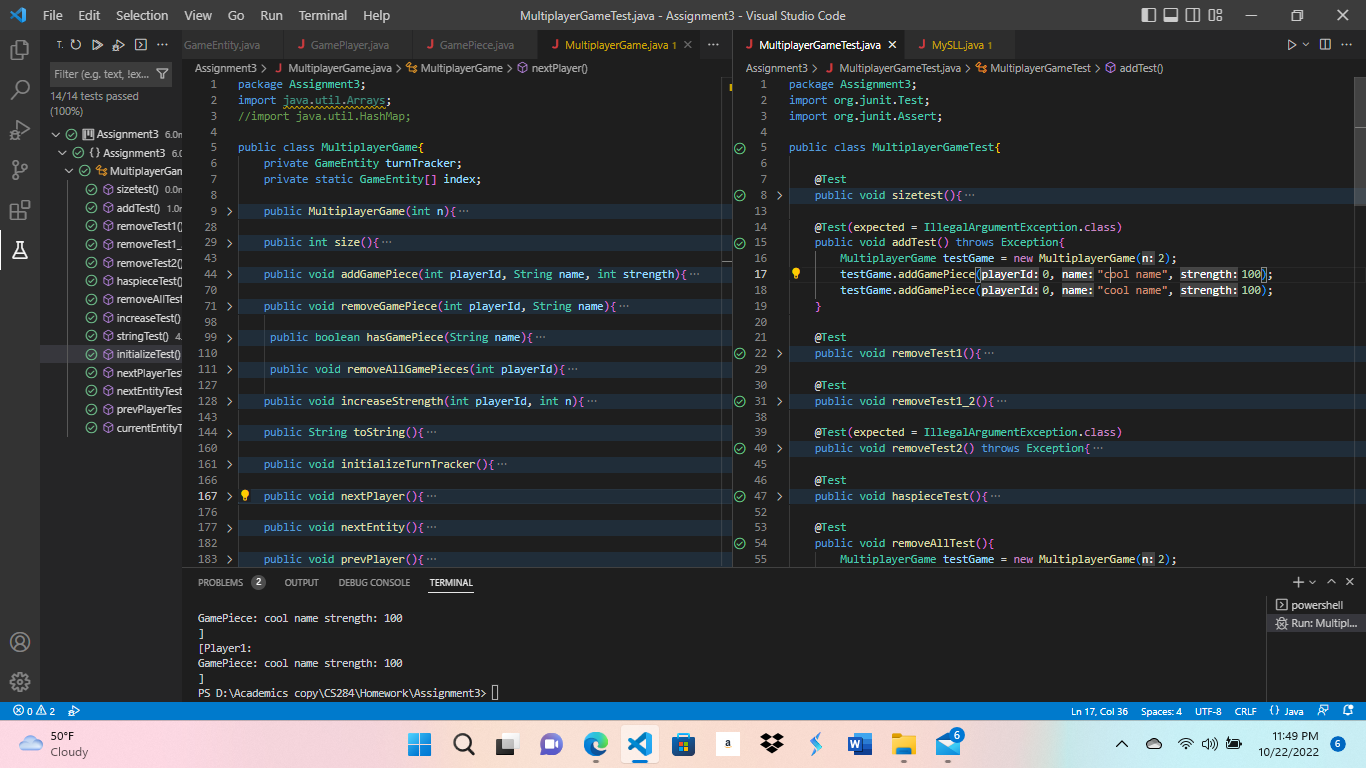 File Edit Selection View Go Run Terminal Help
MultiplayerGameTest.java - Assignment3 - Visual Studio Code
T.
Filter (e.g. text, !ex...
14/14 tests passed
(100%)
Assignment3 6.0m
Assignment3 6.0
MultiplayerGam
sizetest() 0.0m
addTest() 1.0m
removeTest1()
removeTest1_
removeTest2()
haspieceTest()
removeAllTest
increaseTest()
stringTest() 4.
initializeTest()
nextPlayerTest
nextEntityTest
prevPlayerTes
currentEntityT
GameEntity.java GamePlayer.java GamePiece.java MultiplayerGame.java 1
Assignment3 > MultiplayerGame.java > MultiplayerGame > nextPlayer()
1 package Assignment3;
2 import java.util.Arrays;
3 //import java.util.HashMap;
4
5 public class MultiplayerGame{
6 private GameEntity turnTracker;
7 private static GameEntity[] index;
8
9 public MultiplayerGame(int n){ ...
28
29 public int size(){ ...
43
44 public void addGamePiece(int playerId, String name, int strength){ ...
70
71 public void removeGamePiece(int playerId, String name){ ...
98
99 public boolean hasGamePiece(String name){ ...
110
111 public void removeAllGamePieces(int playerId){ ...
127
128 public void increaseStrength(int playerId, int n){ ...
143
144 public String toString(){ ...
160
161 public void initializeTurnTracker(){ ...
166
167 public void nextPlayer(){ ...
176
177 public void nextEntity(){ ...
182
183 public void prevPlayer(){ ...
MultiplayerGameTest.java MySLL.java 1
Assignment3 > MultiplayerGameTest.java > MultiplayerGameTest > addTest()
1 package Assignment3;
2 import org.junit.Test;
3 import org.junit.Assert;
4
5 public class MultiplayerGameTest{
6
7 @Test
8 public void sizetest(){ ...
13
14 @Test(expected = IllegalArgumentException.class)
15 public void addTest() throws Exception{
16 MultiplayerGame testGame = new MultiplayerGame(n:2);
17 testGame.addGamePiece(playerId:0, name:"cool name", strength:100);
18 testGame.addGamePiece(playerId:0, name:"cool name", strength:100);
19 }
20
21 @Test
22 public void removeTest1(){ ...
29
30 @Test
31 public void removeTest1_2(){ ...
38
39 @Test(expected = IllegalArgumentException.class)
40 public void removeTest2() throws Exception{ ...
45
46 @Test
47 public void haspieceTest(){ ...
52
53 @Test
54 public void removeAllTest(){
55 MultiplayerGame testGame = new MultiplayerGame(n:2);
PROBLEMS 2 OUTPUT DEBUG CONSOLE TERMINAL
GamePiece: cool name strength: 100
]
[Player1:
GamePiece: cool name strength: 100
]
PS D:\Academics copy\CS284\Homework\Assignment3>
powershell
Run: Multipl...
0 2
Ln 17, Col 36 Spaces: 4 UTF-8 CRLF {} Java
50°F
Cloudy
a
6
11:49 PM
10/22/2022
6